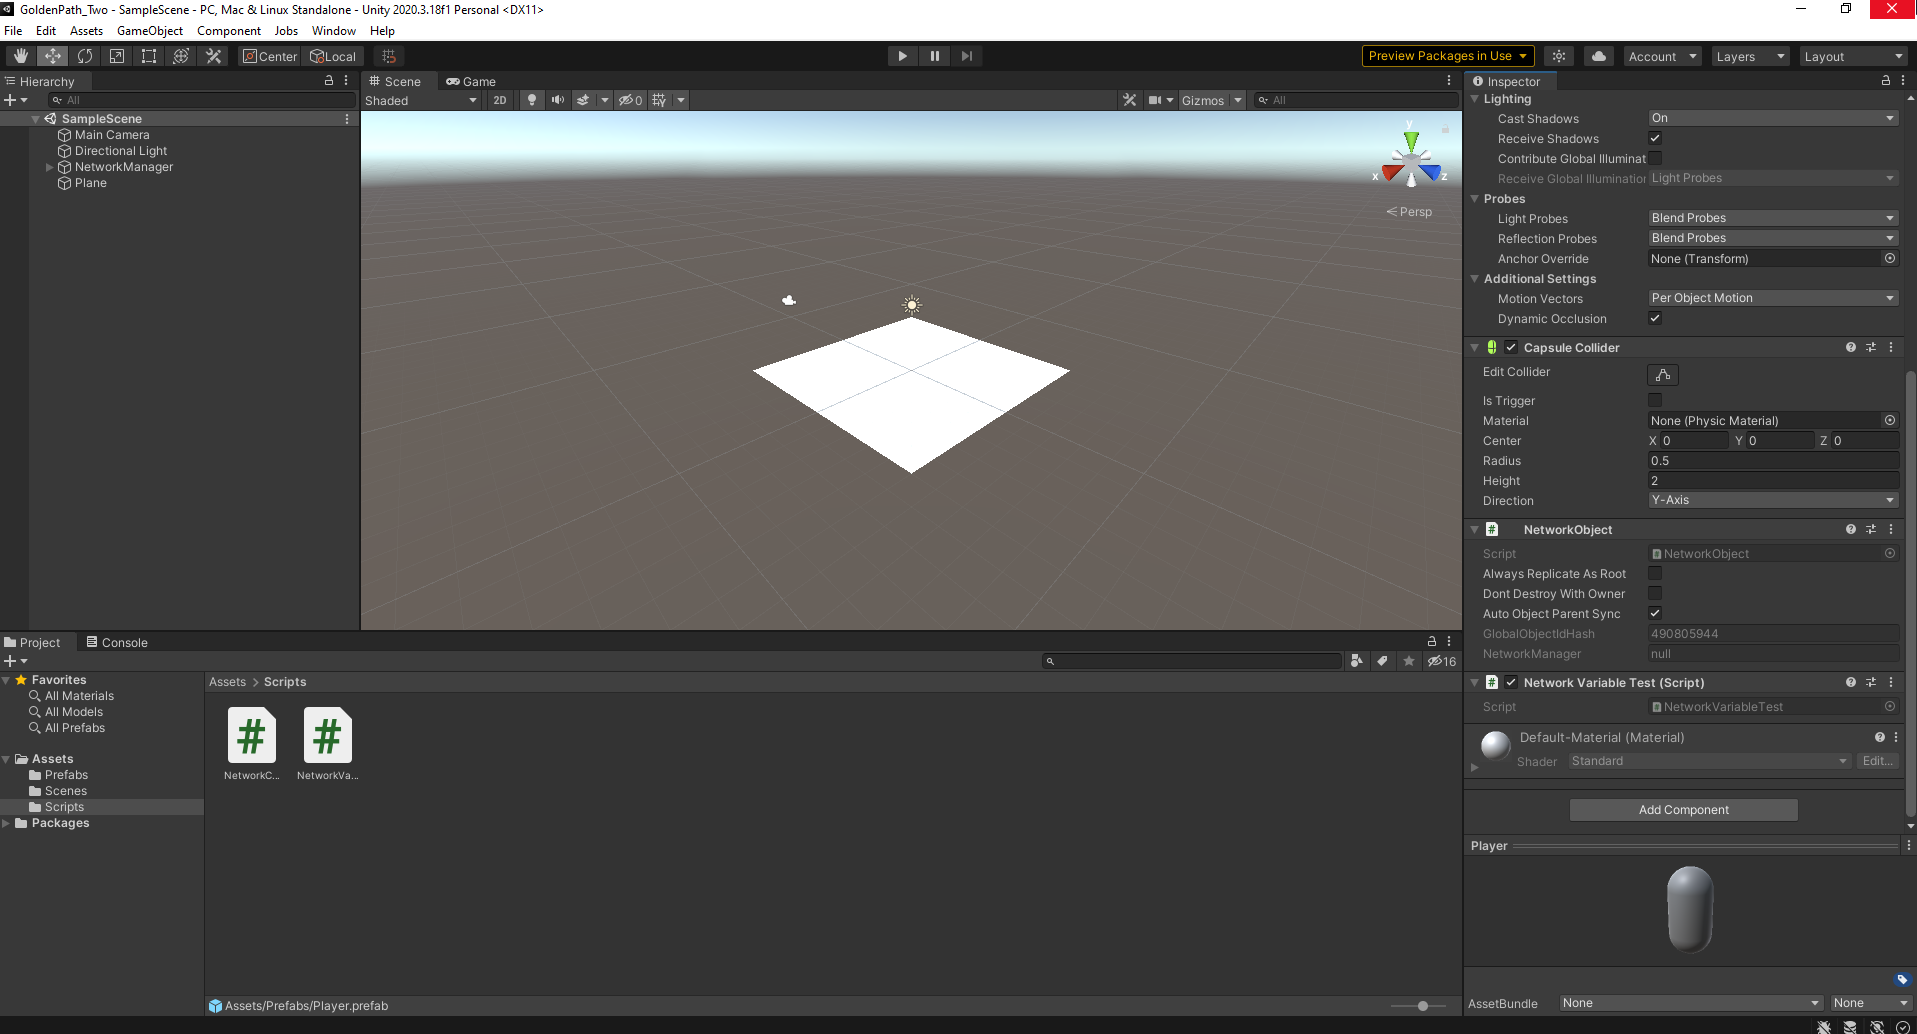 GoldenPath_Two - SampleScene - PC, Mac & Linux Standalone - Unity 2020.3.18f1 Personal <DX11>
File Edit Assets GameObject Component Jobs Window Help
Center Local
Preview Packages in Use
Account Layers Layout
Hierarchy
All
SampleScene
Main Camera
Directional Light
NetworkManager
Plane
Scene Game
Shaded 2D 0 Gizmos All
y
x z
Persp
Inspector
Lighting
Cast Shadows On
Receive Shadows
Contribute Global Illuminat
Receive Global Illumination Light Probes
Probes
Light Probes Blend Probes
Reflection Probes Blend Probes
Anchor Override None (Transform)
Additional Settings
Motion Vectors Per Object Motion
Dynamic Occlusion
Capsule Collider
Edit Collider
Is Trigger
Material None (Physic Material)
Center X 0 Y 0 Z 0
Radius 0.5
Height 2
Direction Y-Axis
# NetworkObject
Script NetworkObject
Always Replicate As Root
Dont Destroy With Owner
Auto Object Parent Sync
GlobalObjectIdHash 490805944
NetworkManager null
# Network Variable Test (Script)
Script NetworkVariableTest
Default-Material (Material)
Shader Standard Edit...
Add Component
Player
AssetBundle None None
Project Console
16
Favorites
All Materials
All Models
All Prefabs
Assets
Prefabs
Scenes
Scripts
Packages
Assets > Scripts
# #
NetworkC... NetworkVa...
Assets/Prefabs/Player.prefab